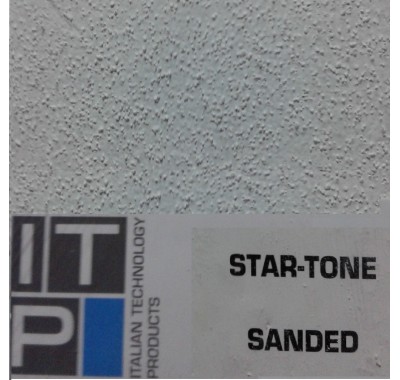 ITP
ITALIAN TECHNOLOGY
PRODUCTS
STAR-TONE
SANDED